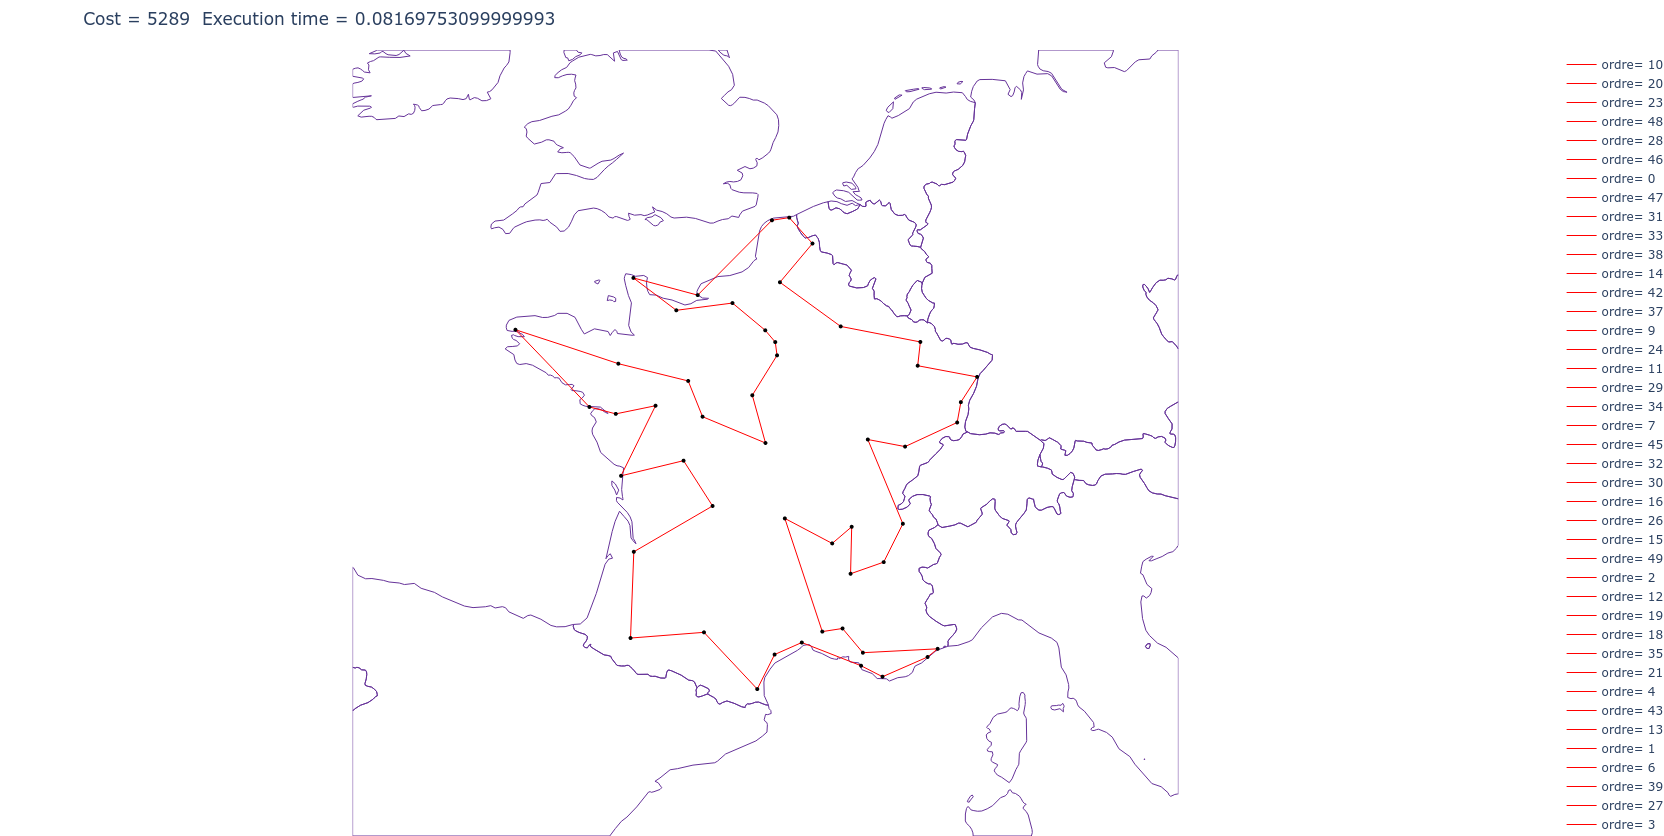 Cost = 5289  Execution time = 0.08169753099999993
ordre= 10
ordre= 20
ordre= 23
ordre= 48
ordre= 28
ordre= 46
ordre= 0
ordre= 47
ordre= 31
ordre= 33
ordre= 38
ordre= 14
ordre= 42
ordre= 37
ordre= 9
ordre= 24
ordre= 11
ordre= 29
ordre= 34
ordre= 7
ordre= 45
ordre= 32
ordre= 30
ordre= 16
ordre= 26
ordre= 15
ordre= 49
ordre= 2
ordre= 12
ordre= 19
ordre= 18
ordre= 35
ordre= 21
ordre= 4
ordre= 43
ordre= 13
ordre= 1
ordre= 6
ordre= 39
ordre= 27
ordre= 3